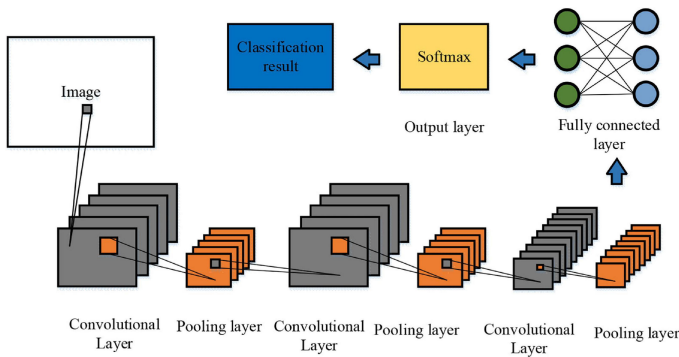 Image
Classification
result
Softmax
Output layer
Fully connected
layer
Convolutional
Layer
Pooling layer
Convolutional
Layer
Pooling layer
Convolutional
Layer
Pooling layer